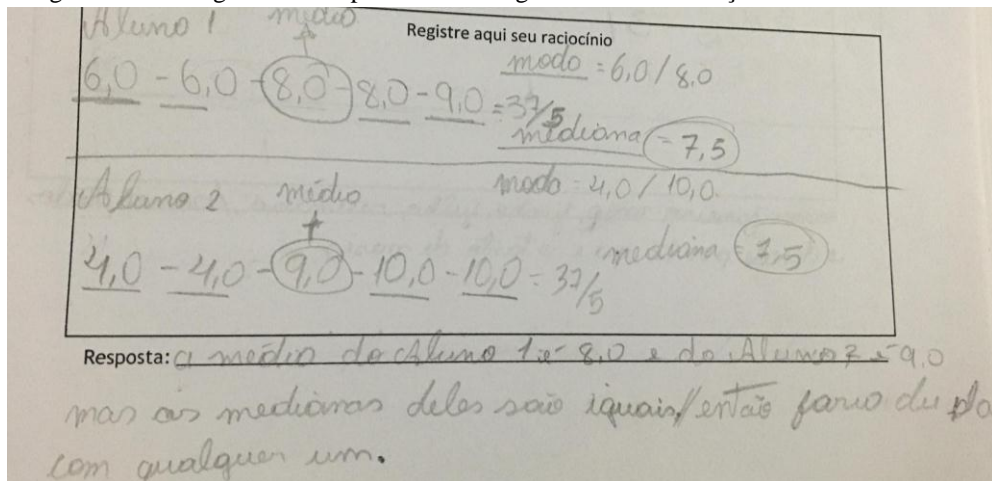 Aluno 1 médio
Registre aqui seu raciocínio
6,0 - 6,0 - 8,0 - 8,0 - 9,0 = 37/5
modo = 6,0 / 8,0
mediana = 7,5
Aluno 2 médio
modo = 4,0 / 10,0
4,0 - 4,0 - 9,0 - 10,0 - 10,0 = 37/5
mediana = 7,5
Resposta: a médio do Aluno 1 é 8,0 e do Aluno 2 é 9,0
mas as medianas deles são iguais, então faria dupla
com qualquer um.